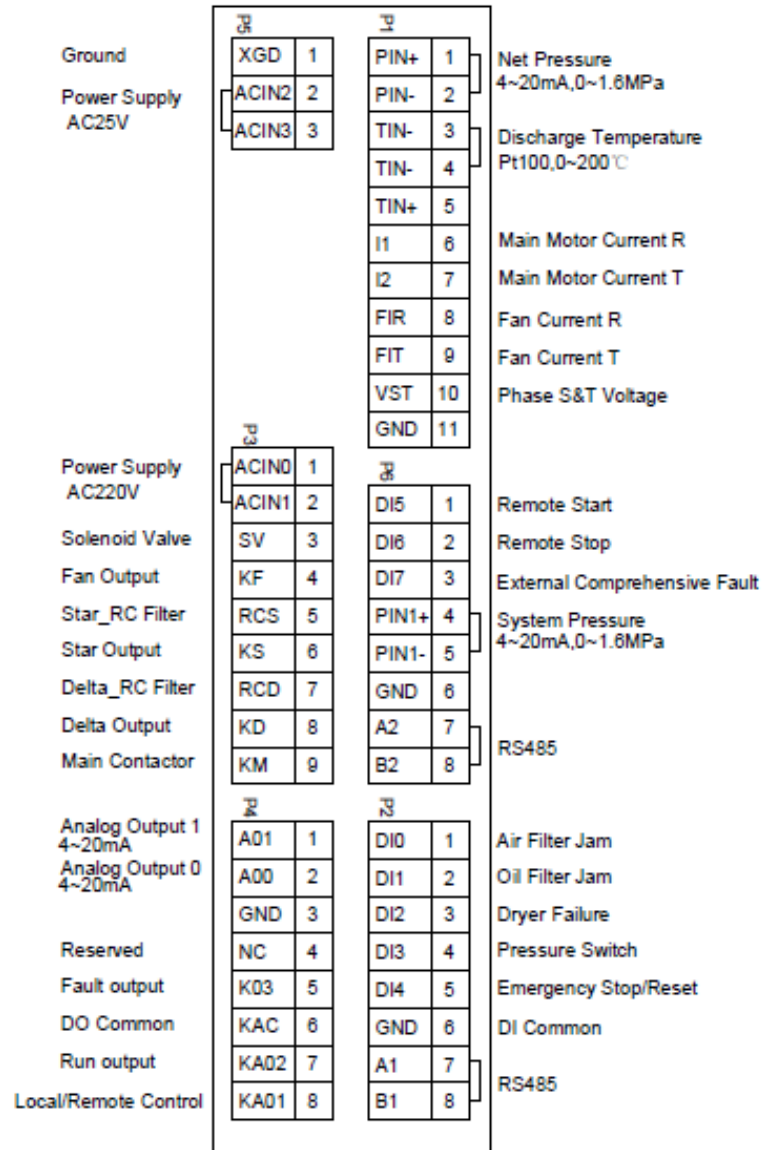 P5
Ground XGD 1
Power Supply ACIN2 2
AC25V ACIN3 3
P1
PIN+ 1 Net Pressure
PIN- 2 4~20mA,0~1.6MPa
TIN- 3 Discharge Temperature
TIN- 4 Pt100,0~200℃
TIN+ 5
I1 6 Main Motor Current R
I2 7 Main Motor Current T
FIR 8 Fan Current R
FIT 9 Fan Current T
VST 10 Phase S&T Voltage
GND 11
P3
Power Supply ACIN0 1
AC220V ACIN1 2
Solenoid Valve SV 3
Fan Output KF 4
Star_RC Filter RCS 5
Star Output KS 6
Delta_RC Filter RCD 7
Delta Output KD 8
Main Contactor KM 9
P6
DI5 1 Remote Start
DI6 2 Remote Stop
DI7 3 External Comprehensive Fault
PIN1+ 4 System Pressure
PIN1- 5 4~20mA,0~1.6MPa
GND 6
A2 7 RS485
B2 8
P4
Analog Output 1
4~20mA A01 1
Analog Output 0
4~20mA A00 2
GND 3
Reserved NC 4
Fault output K03 5
DO Common KAC 6
Run output KA02 7
Local/Remote Control KA01 8
P2
DI0 1 Air Filter Jam
DI1 2 Oil Filter Jam
DI2 3 Dryer Failure
DI3 4 Pressure Switch
DI4 5 Emergency Stop/Reset
GND 6 DI Common
A1 7 RS485
B1 8